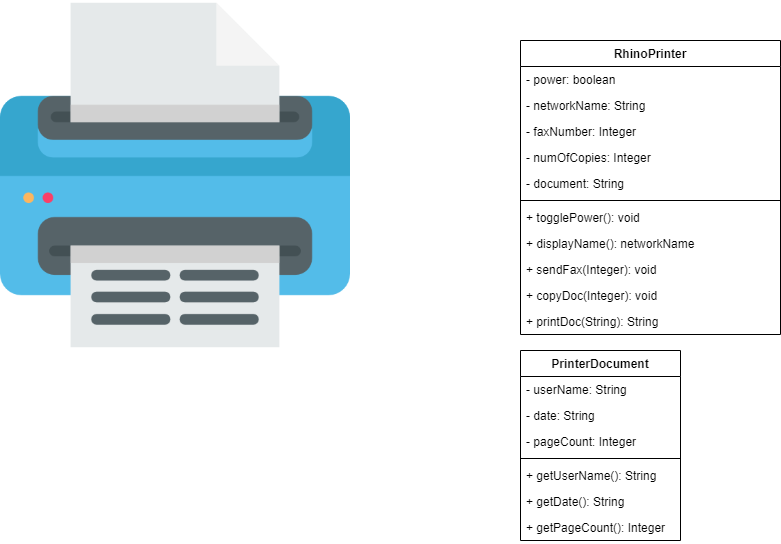 RhinoPrinter
- power: boolean
- networkName: String
- faxNumber: Integer
- numOfCopies: Integer
- document: String
+ togglePower(): void
+ displayName(): networkName
+ sendFax(Integer): void
+ copyDoc(Integer): void
+ printDoc(String): String
PrinterDocument
- userName: String
- date: String
- pageCount: Integer
+ getUserName(): String
+ getDate(): String
+ getPageCount(): Integer